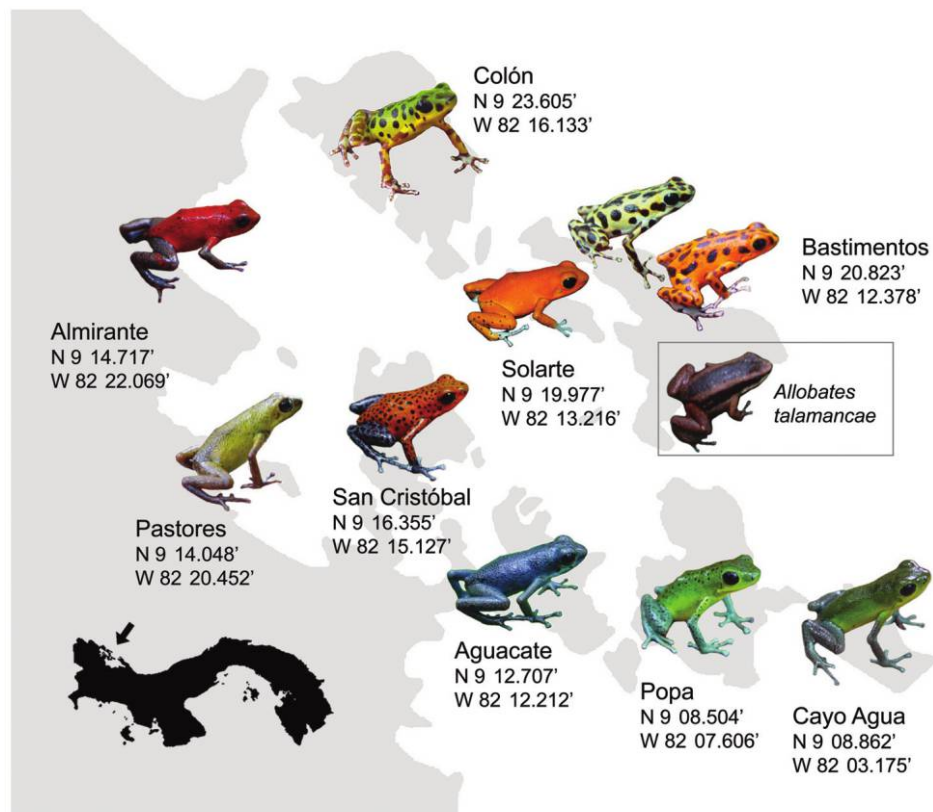 Colón
N 9 23.605’
W 82 16.133’
Bastimentos
N 9 20.823’
W 82 12.378’
Almirante
N 9 14.717’
W 82 22.069’
Solarte
N 9 19.977’
W 82 13.216’
Allobates
talamancae
San Cristóbal
N 9 16.355’
W 82 15.127’
Pastores
N 9 14.048’
W 82 20.452’
Aguacate
N 9 12.707’
W 82 12.212’
Popa
N 9 08.504’
W 82 07.606’
Cayo Agua
N 9 08.862’
W 82 03.175’